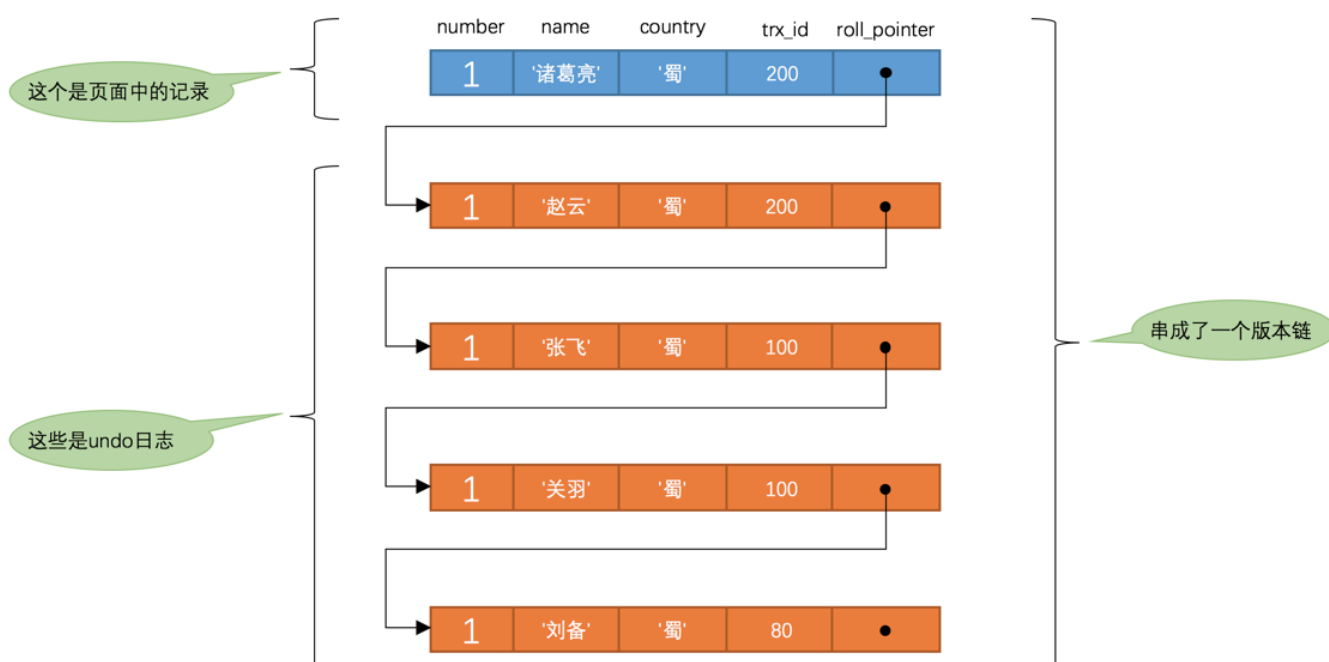 number name country trx_id roll_pointer
这个是页面中的记录
1 '诸葛亮' '蜀' 200
1 '赵云' '蜀' 200
1 '张飞' '蜀' 100
串成了一个版本链
这些是undo日志
1 '关羽' '蜀' 100
1 '刘备' '蜀' 80